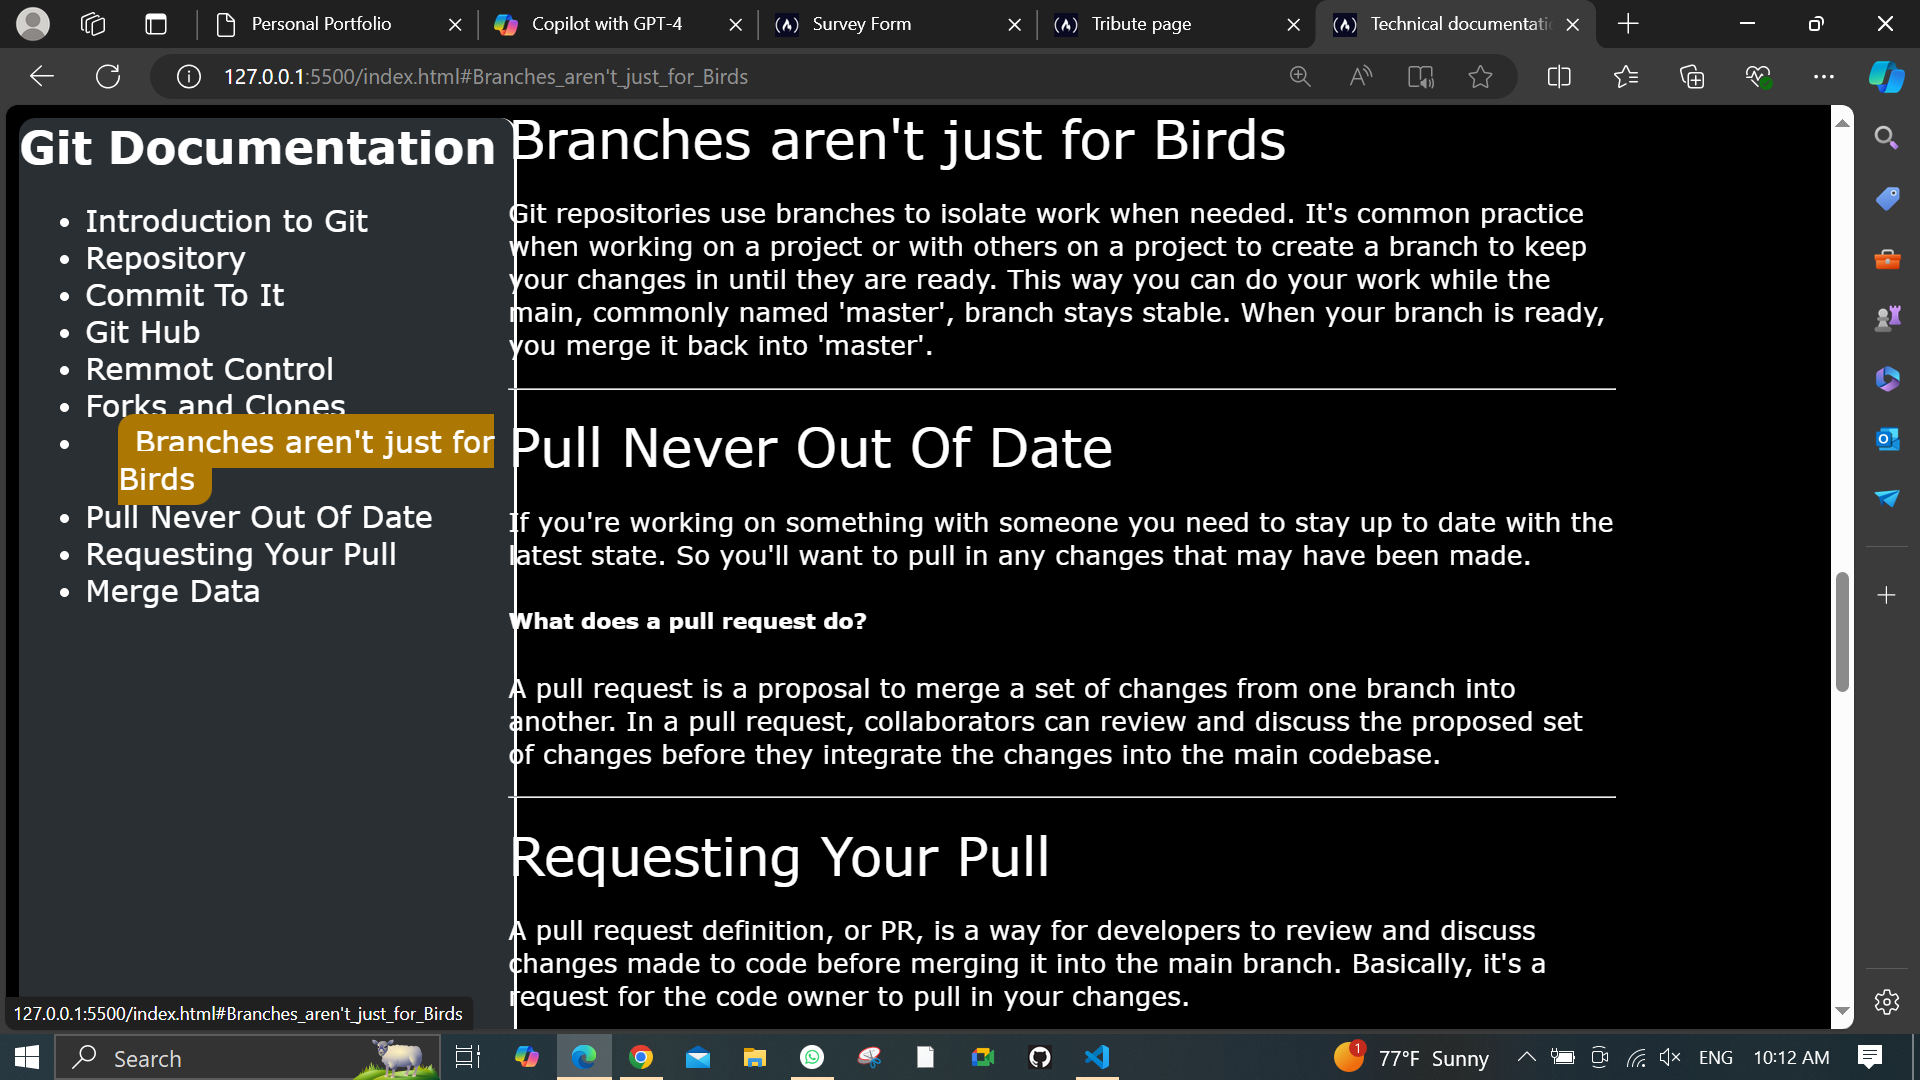 Personal Portfolio
Copilot with GPT-4
Survey Form
Tribute page
Technical documentati
127.0.0.1:5500/index.html#Branches_aren't_just_for_Birds
Git Documentation
Introduction to Git
Repository
Commit To It
Git Hub
Remmot Control
Forks and Clones
Branches aren't just for
Birds
Pull Never Out Of Date
Requesting Your Pull
Merge Data
Branches aren't just for Birds
Git repositories use branches to isolate work when needed. It's common practice
when working on a project or with others on a project to create a branch to keep
your changes in until they are ready. This way you can do your work while the
main, commonly named 'master', branch stays stable. When your branch is ready,
you merge it back into 'master'.
Pull Never Out Of Date
If you're working on something with someone you need to stay up to date with the
latest state. So you'll want to pull in any changes that may have been made.
What does a pull request do?
A pull request is a proposal to merge a set of changes from one branch into
another. In a pull request, collaborators can review and discuss the proposed set
of changes before they integrate the changes into the main codebase.
Requesting Your Pull
A pull request definition, or PR, is a way for developers to review and discuss
changes made to code before merging it into the main branch. Basically, it's a
request for the code owner to pull in your changes.
127.0.0.1:5500/index.html#Branches_aren't_just_for_Birds
Search
1
77°F Sunny
ENG
10:12 AM